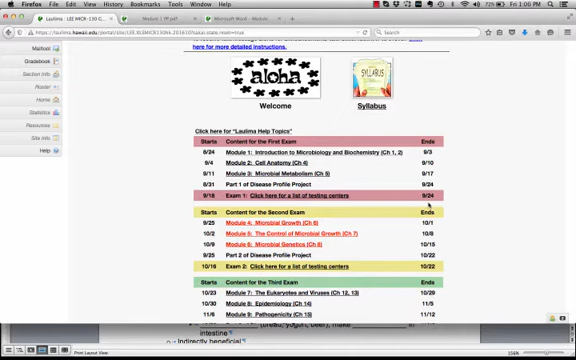 Firefox File Edit View History Bookmarks Tools Window Help
72% Fri 1:06 PM
Laulima : LEE MICR-130 G
Module 1 YP.pdf
Microsoft Word - Module
laulima.hawaii.edu/portal/site/
here for more detailed instructions.
Mailtool
Gradebook
Section Info
Roster
Home
Statistics
Resources
Site Info
Help
aloha
SYLLABUS
Welcome
Syllabus
Click here for "Laulima Help Topics"
Starts Content for the First Exam Ends
8/24 Module 1: Introduction to Microbiology and Biochemistry (Ch 1, 2) 9/3
9/4 Module 2: Cell Anatomy (Ch 4) 9/10
9/11 Module 3: Microbial Metabolism (Ch 5) 9/17
8/31 Part 1 of Disease Profile Project 9/24
9/18 Exam 1: Click here for a list of testing centers 9/24
Starts Content for the Second Exam Ends
9/25 Module 4: Microbial Growth (Ch 6) 10/1
10/2 Module 5: The Control of Microbial Growth (Ch 7) 10/8
10/9 Module 6: Microbial Genetics (Ch 8) 10/15
9/25 Part 2 of Disease Profile Project 10/22
10/16 Exam 2: Click here for a list of testing centers 10/22
Starts Content for the Third Exam Ends
10/23 Module 7: The Eukaryotes and Viruses (Ch 12, 13) 10/29
10/30 Module 8: Epidemiology (Ch 14) 11/5
11/6 Module 9: Pathogenicity (Ch 15) 11/12
intestine
Indirectly beneficial
Print Layout View
156%